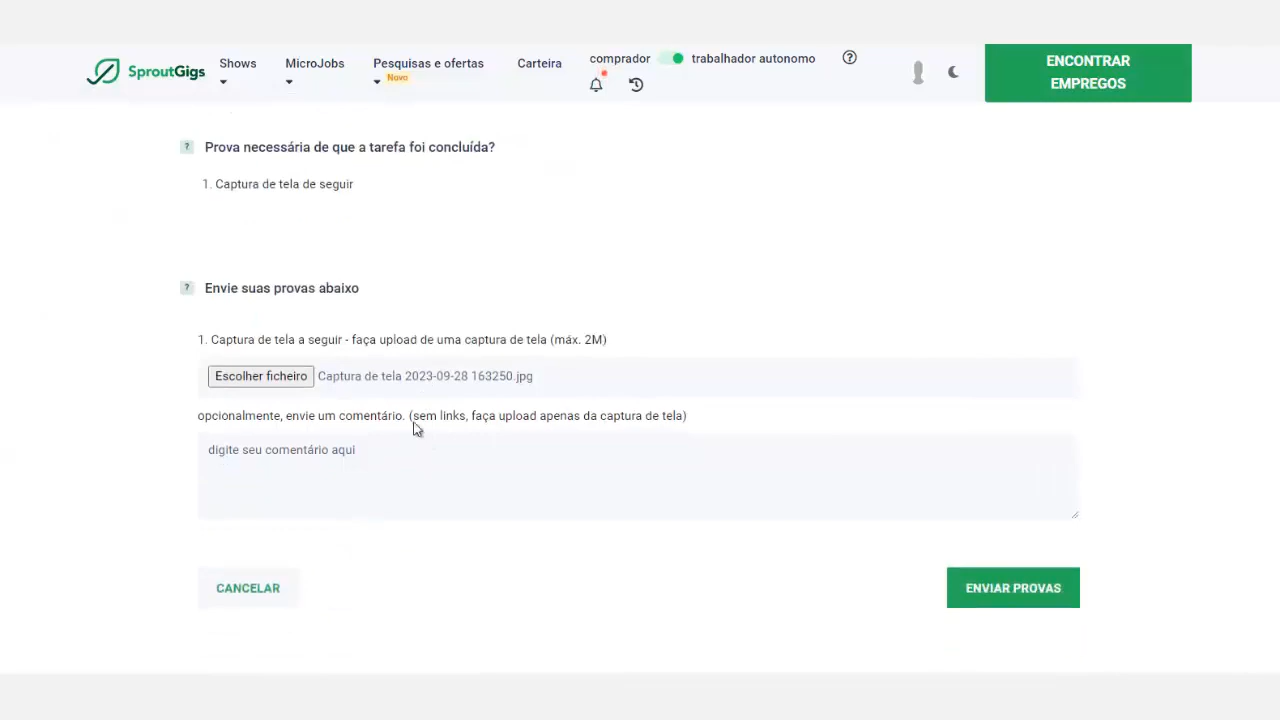 SproutGigs
Shows
MicroJobs
Pesquisas e ofertas
Novo
Carteira
comprador
trabalhador autonomo
ENCONTRAR
EMPREGOS
? Prova necessária de que a tarefa foi concluída?
1. Captura de tela de seguir
? Envie suas provas abaixo
1. Captura de tela a seguir - faça upload de uma captura de tela (máx. 2M)
Escolher ficheiro Captura de tela 2023-09-28 163250.jpg
opcionalmente, envie um comentário. (sem links, faça upload apenas da captura de tela)
digite seu comentário aqui
CANCELAR
ENVIAR PROVAS